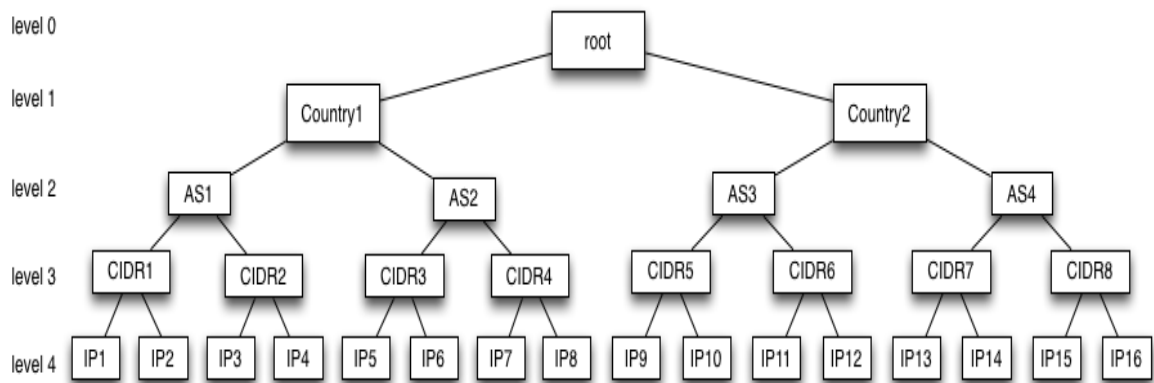 level 0
root
level 1
Country1 Country2
level 2
AS1 AS2 AS3 AS4
level 3
CIDR1 CIDR2 CIDR3 CIDR4 CIDR5 CIDR6 CIDR7 CIDR8
level 4
IP1 IP2 IP3 IP4 IP5 IP6 IP7 IP8 IP9 IP10 IP11 IP12 IP13 IP14 IP15 IP16